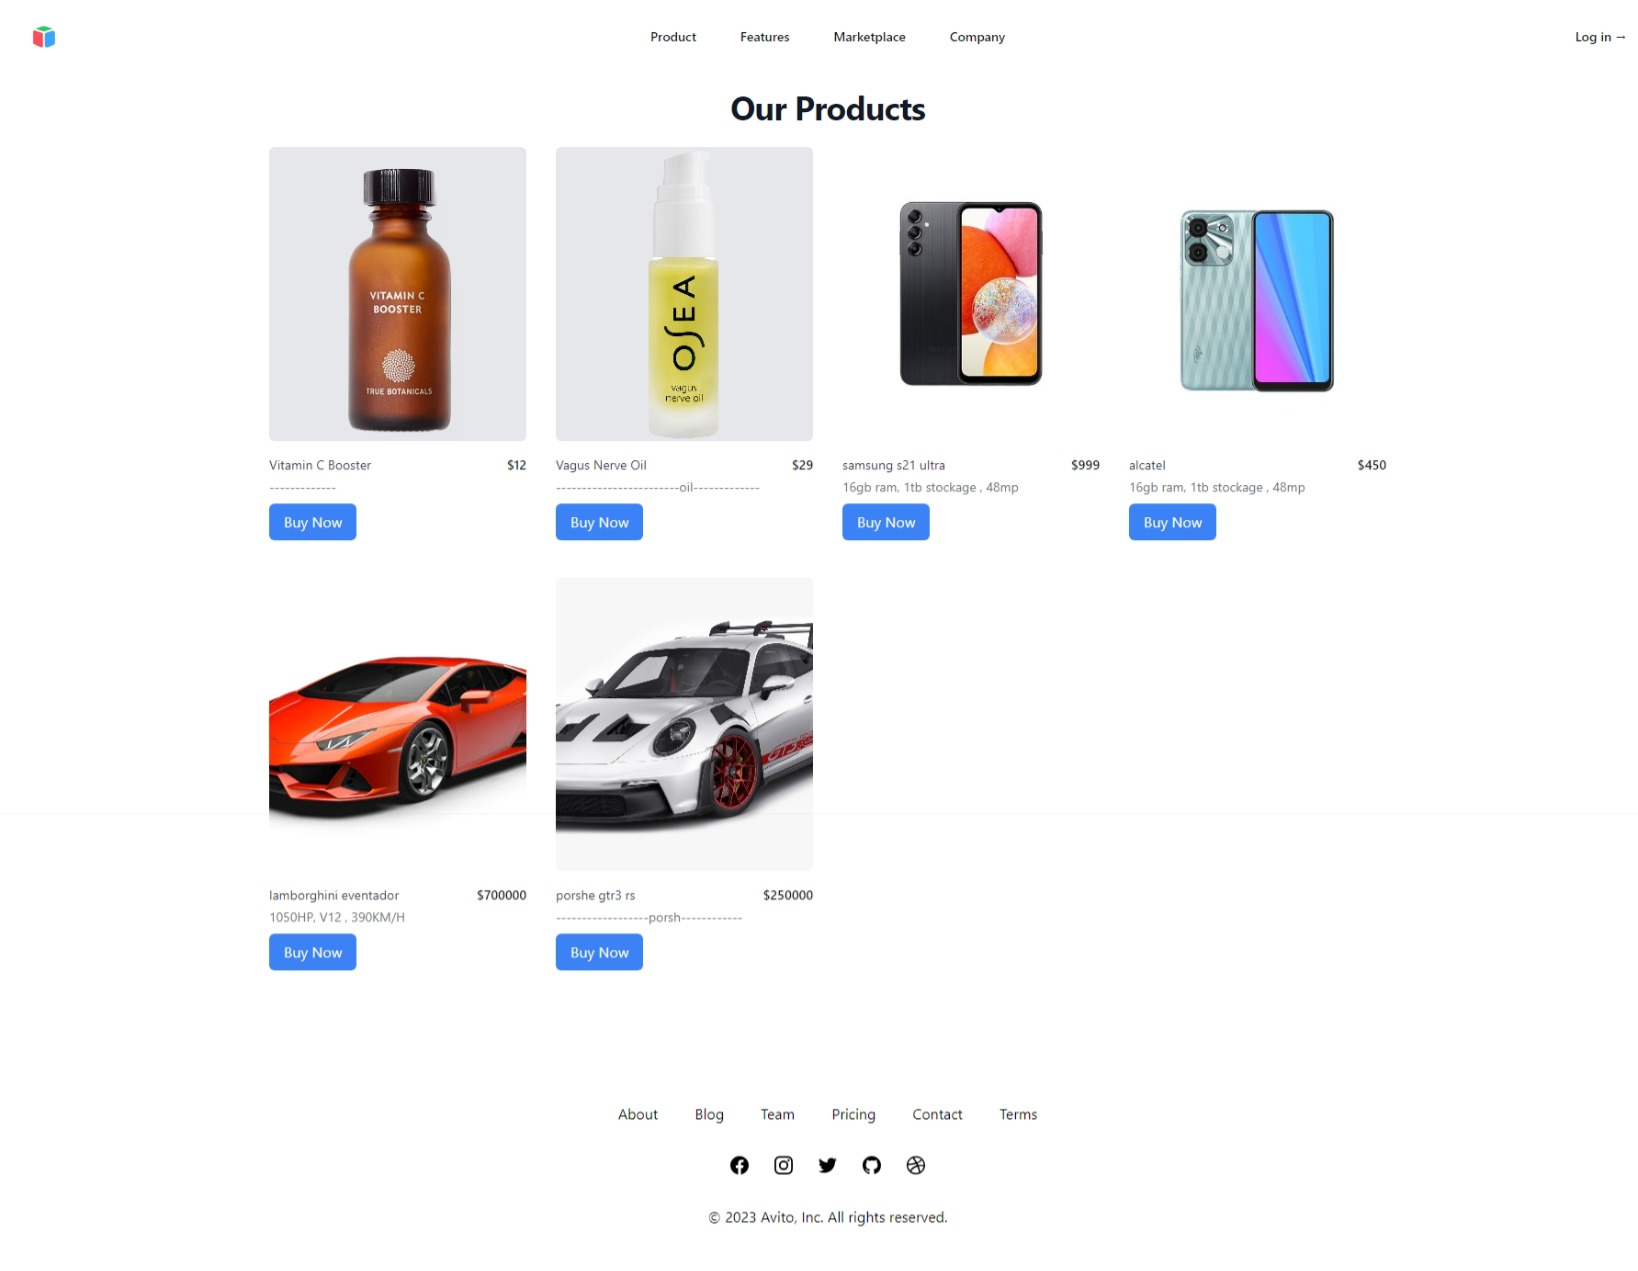 Product Features Marketplace Company Log in →
Our Products
VITAMIN C
BOOSTER
TRUE BOTANICALS
OSEA
vagus
nerve oil
Vitamin C Booster $12
-------------
Buy Now
Vagus Nerve Oil $29
------------------------oil-------------
Buy Now
samsung s21 ultra $999
16gb ram, 1tb stockage , 48mp
Buy Now
alcatel $450
16gb ram, 1tb stockage , 48mp
Buy Now
lamborghini eventador $700000
1050HP, V12 , 390KM/H
Buy Now
porshe gtr3 rs $250000
------------------porsh------------
Buy Now
About Blog Team Pricing Contact Terms
© 2023 Avito, Inc. All rights reserved.